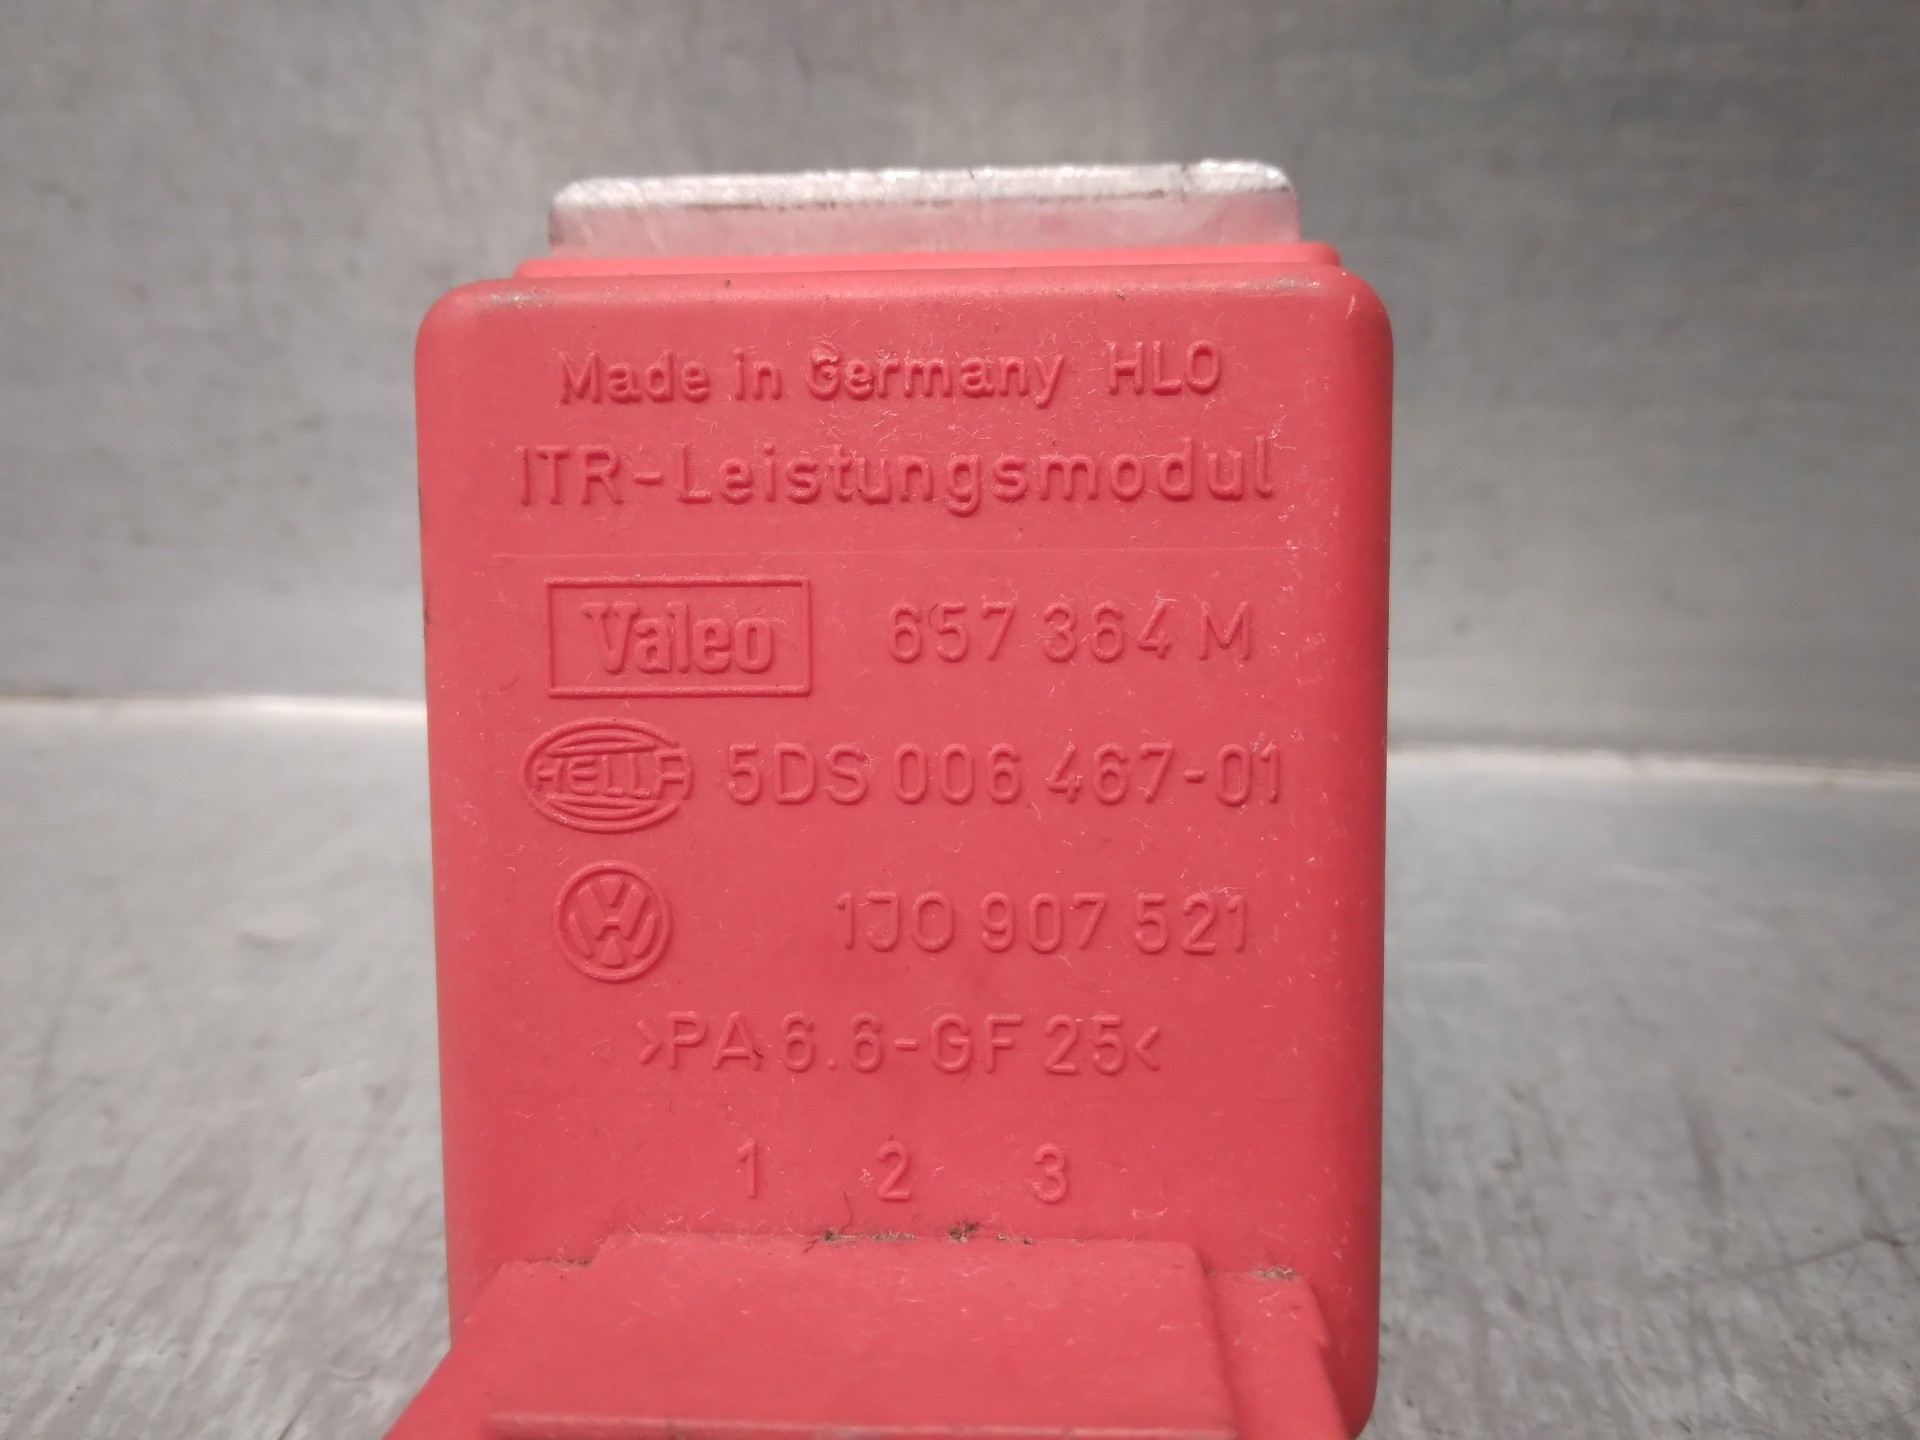 Made in Germany HLO
ITR-Leistungsmodul
Valeo 657 364 M
HELLA 5DS 006 467-01
VW 1J0 907 521
>PA 6.6-GF 25<
1 2 3